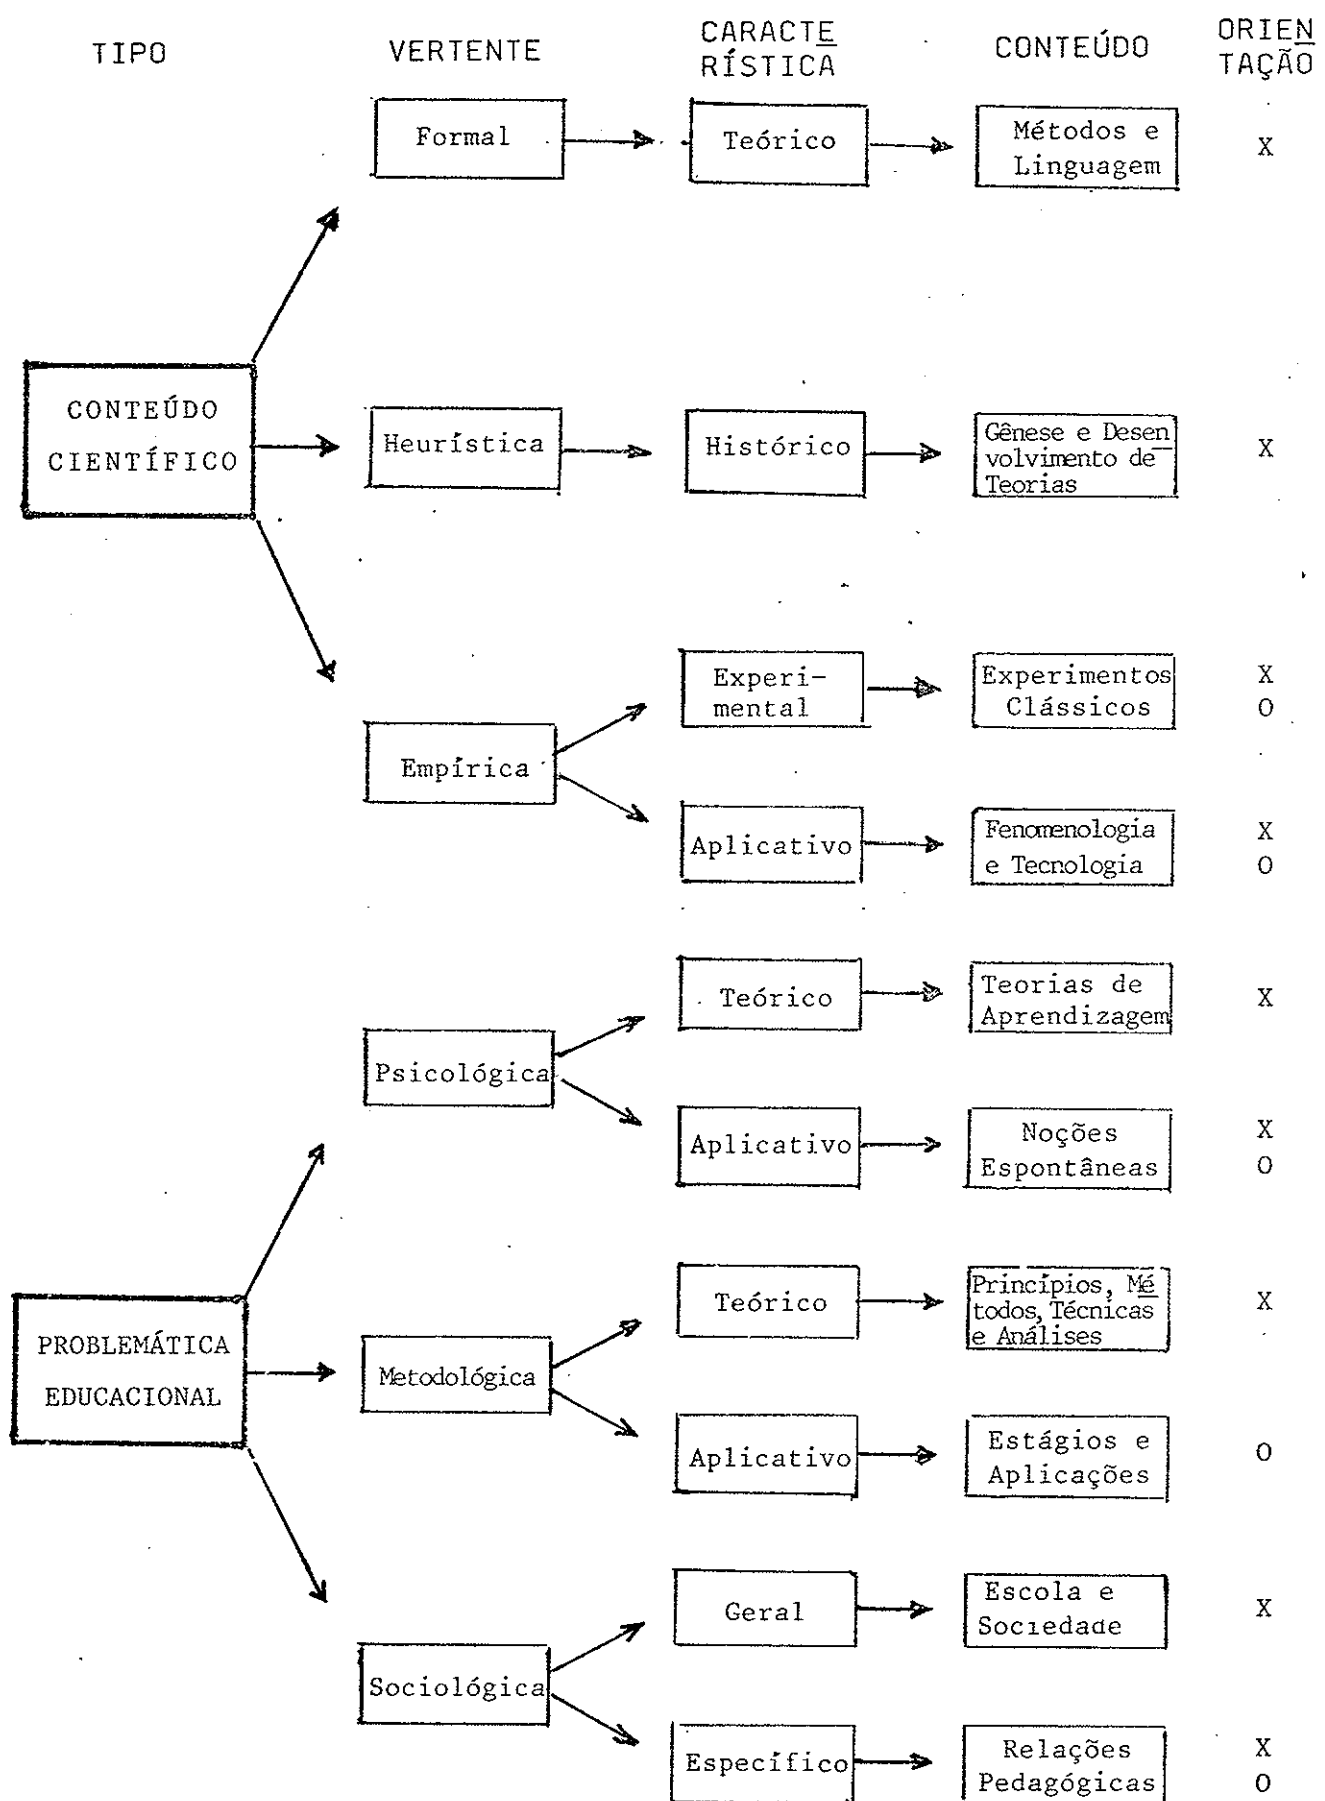 TIPO
VERTENTE
CARACTE
RÍSTICA
CONTEÚDO
ORIEN
TAÇÃO
Formal
Teórico
Métodos e
Linguagem
X
CONTEÚDO
CIENTÍFICO
Heurística
Histórico
Gênese e Desen
volvimento de
Teorias
X
Empírica
Experi-
mental
Experimentos
Clássicos
X
O
Aplicativo
Fenomenologia
e Tecnologia
X
O
PROBLEMÁTICA
EDUCACIONAL
Psicológica
Teórico
Teorias de
Aprendizagem
X
Aplicativo
Noções
Espontâneas
X
O
Metodológica
Teórico
Princípios, Mé
todos, Técnicas
e Análises
X
Aplicativo
Estágios e
Aplicações
O
Sociológica
Geral
Escola e
Sociedade
X
Específico
Relações
Pedagógicas
X
O